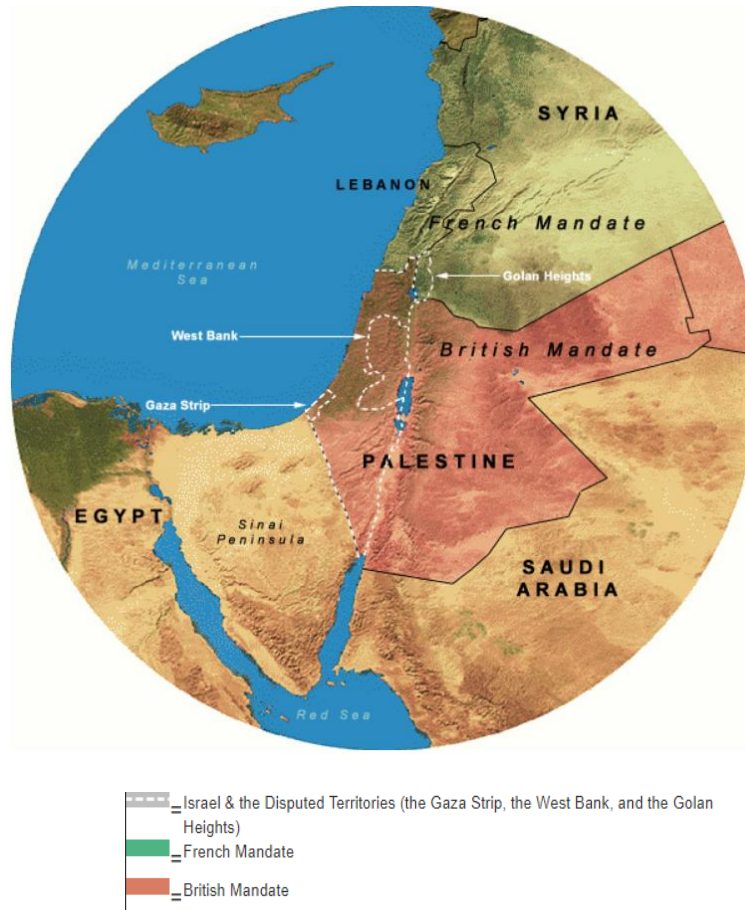 SYRIA
LEBANON
French Mandate
Mediterranean
Sea
Golan Heights
West Bank
British Mandate
Gaza Strip
PALESTINE
EGYPT
Sinai
Peninsula
SAUDI
ARABIA
Red Sea
= Israel & the Disputed Territories (the Gaza Strip, the West Bank, and the Golan
Heights)
= French Mandate
= British Mandate